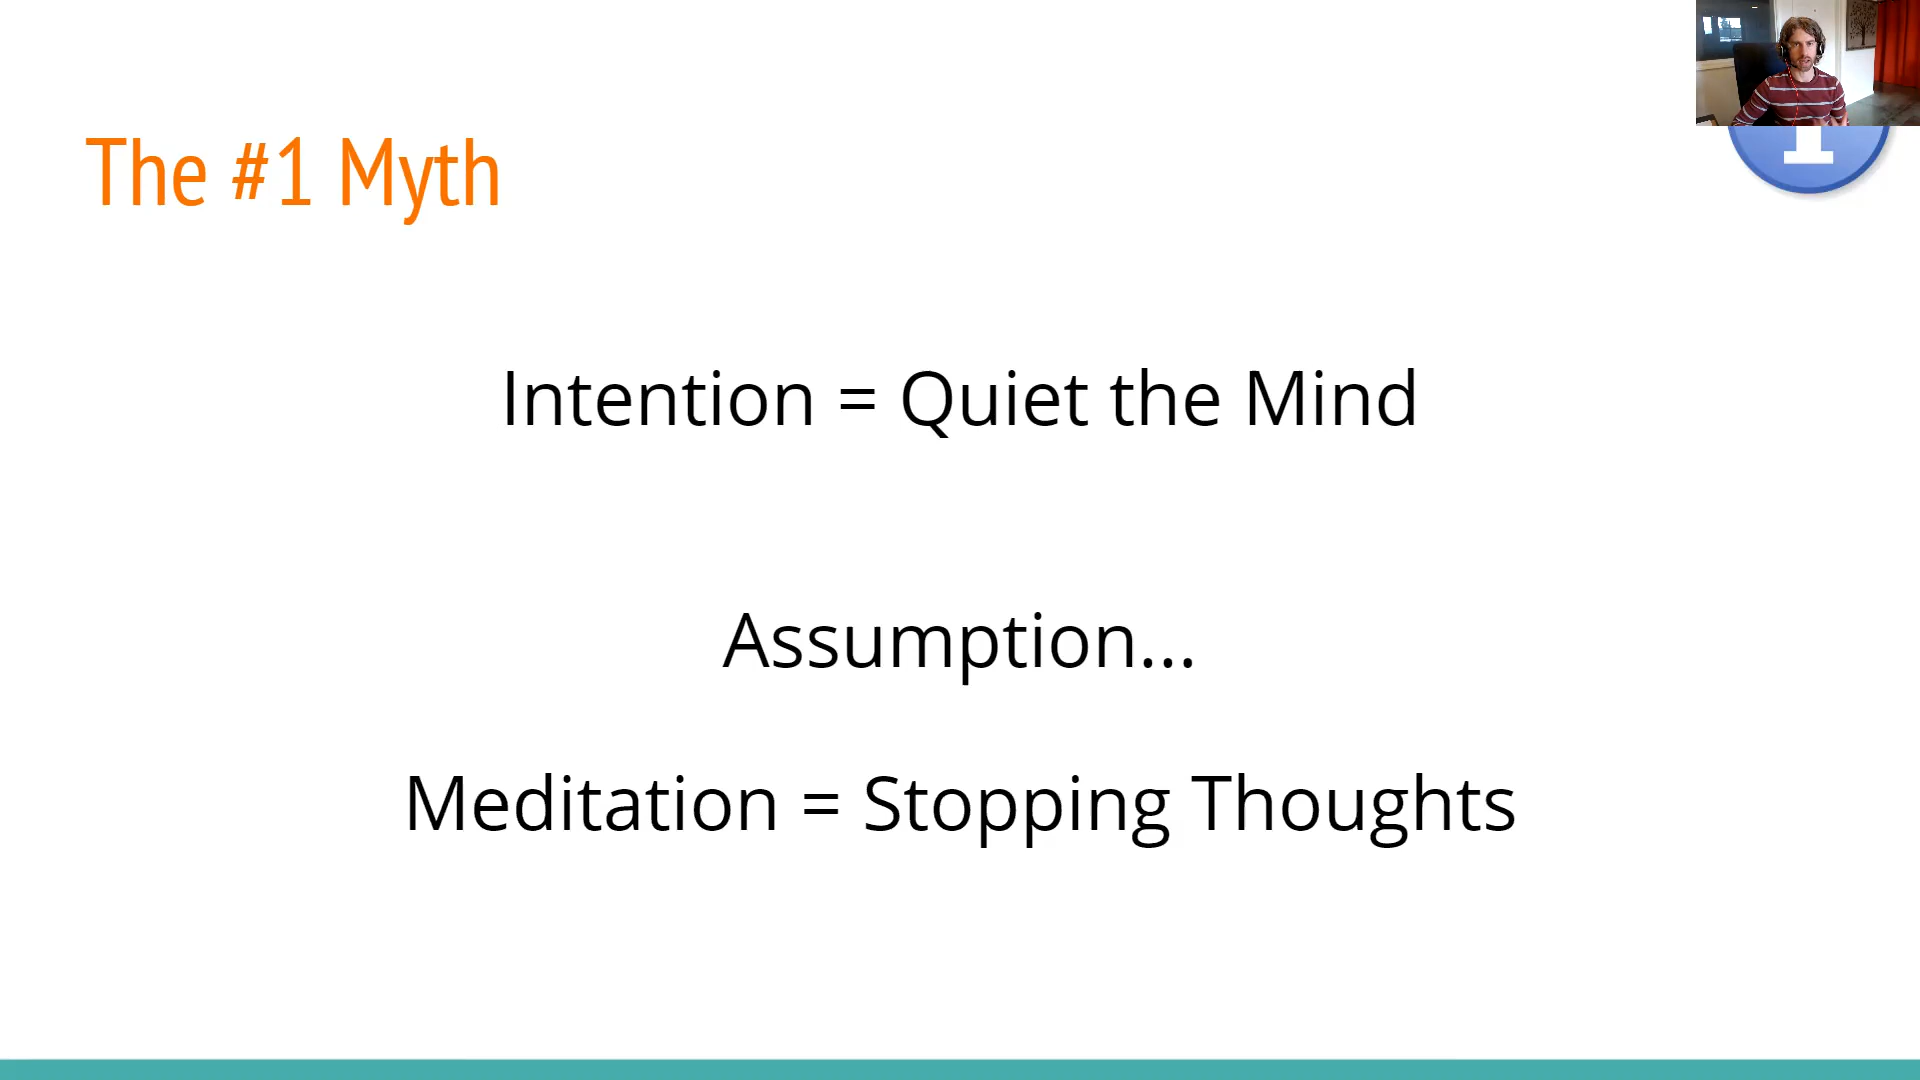 The #1 Myth
Intention = Quiet the Mind
Assumption...
Meditation = Stopping Thoughts